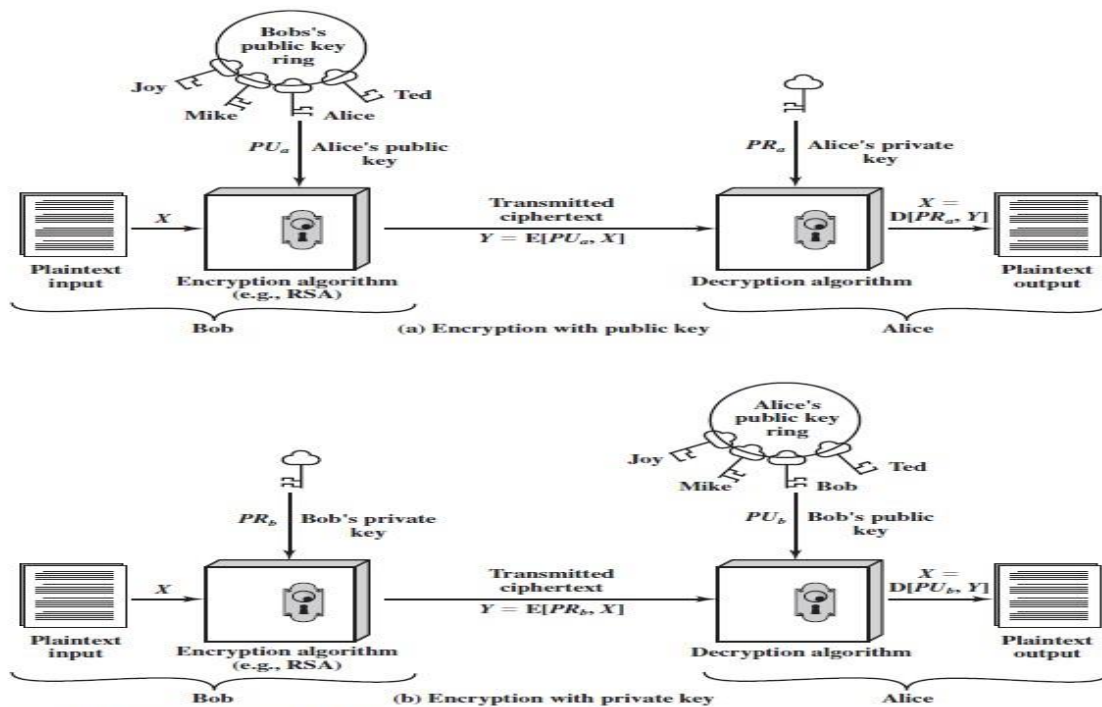 Bobs's
public key
ring
Joy
Ted
Mike
Alice
PUa
Alice's public
key
PRa
Alice's private
key
X
Transmitted
ciphertext
Y = E[PUa, X]
X =
D[PRa, Y]
Plaintext
input
Encryption algorithm
(e.g., RSA)
Decryption algorithm
Plaintext
output
Bob
(a) Encryption with public key
Alice
Alice's
public key
ring
Joy
Ted
Mike
Bob
PRb
Bob's private
key
PUb
Bob's public
key
X
Transmitted
ciphertext
Y = E[PRb, X]
X =
D[PUb, Y]
Plaintext
input
Encryption algorithm
(e.g., RSA)
Decryption algorithm
Plaintext
output
Bob
(b) Encryption with private key
Alice